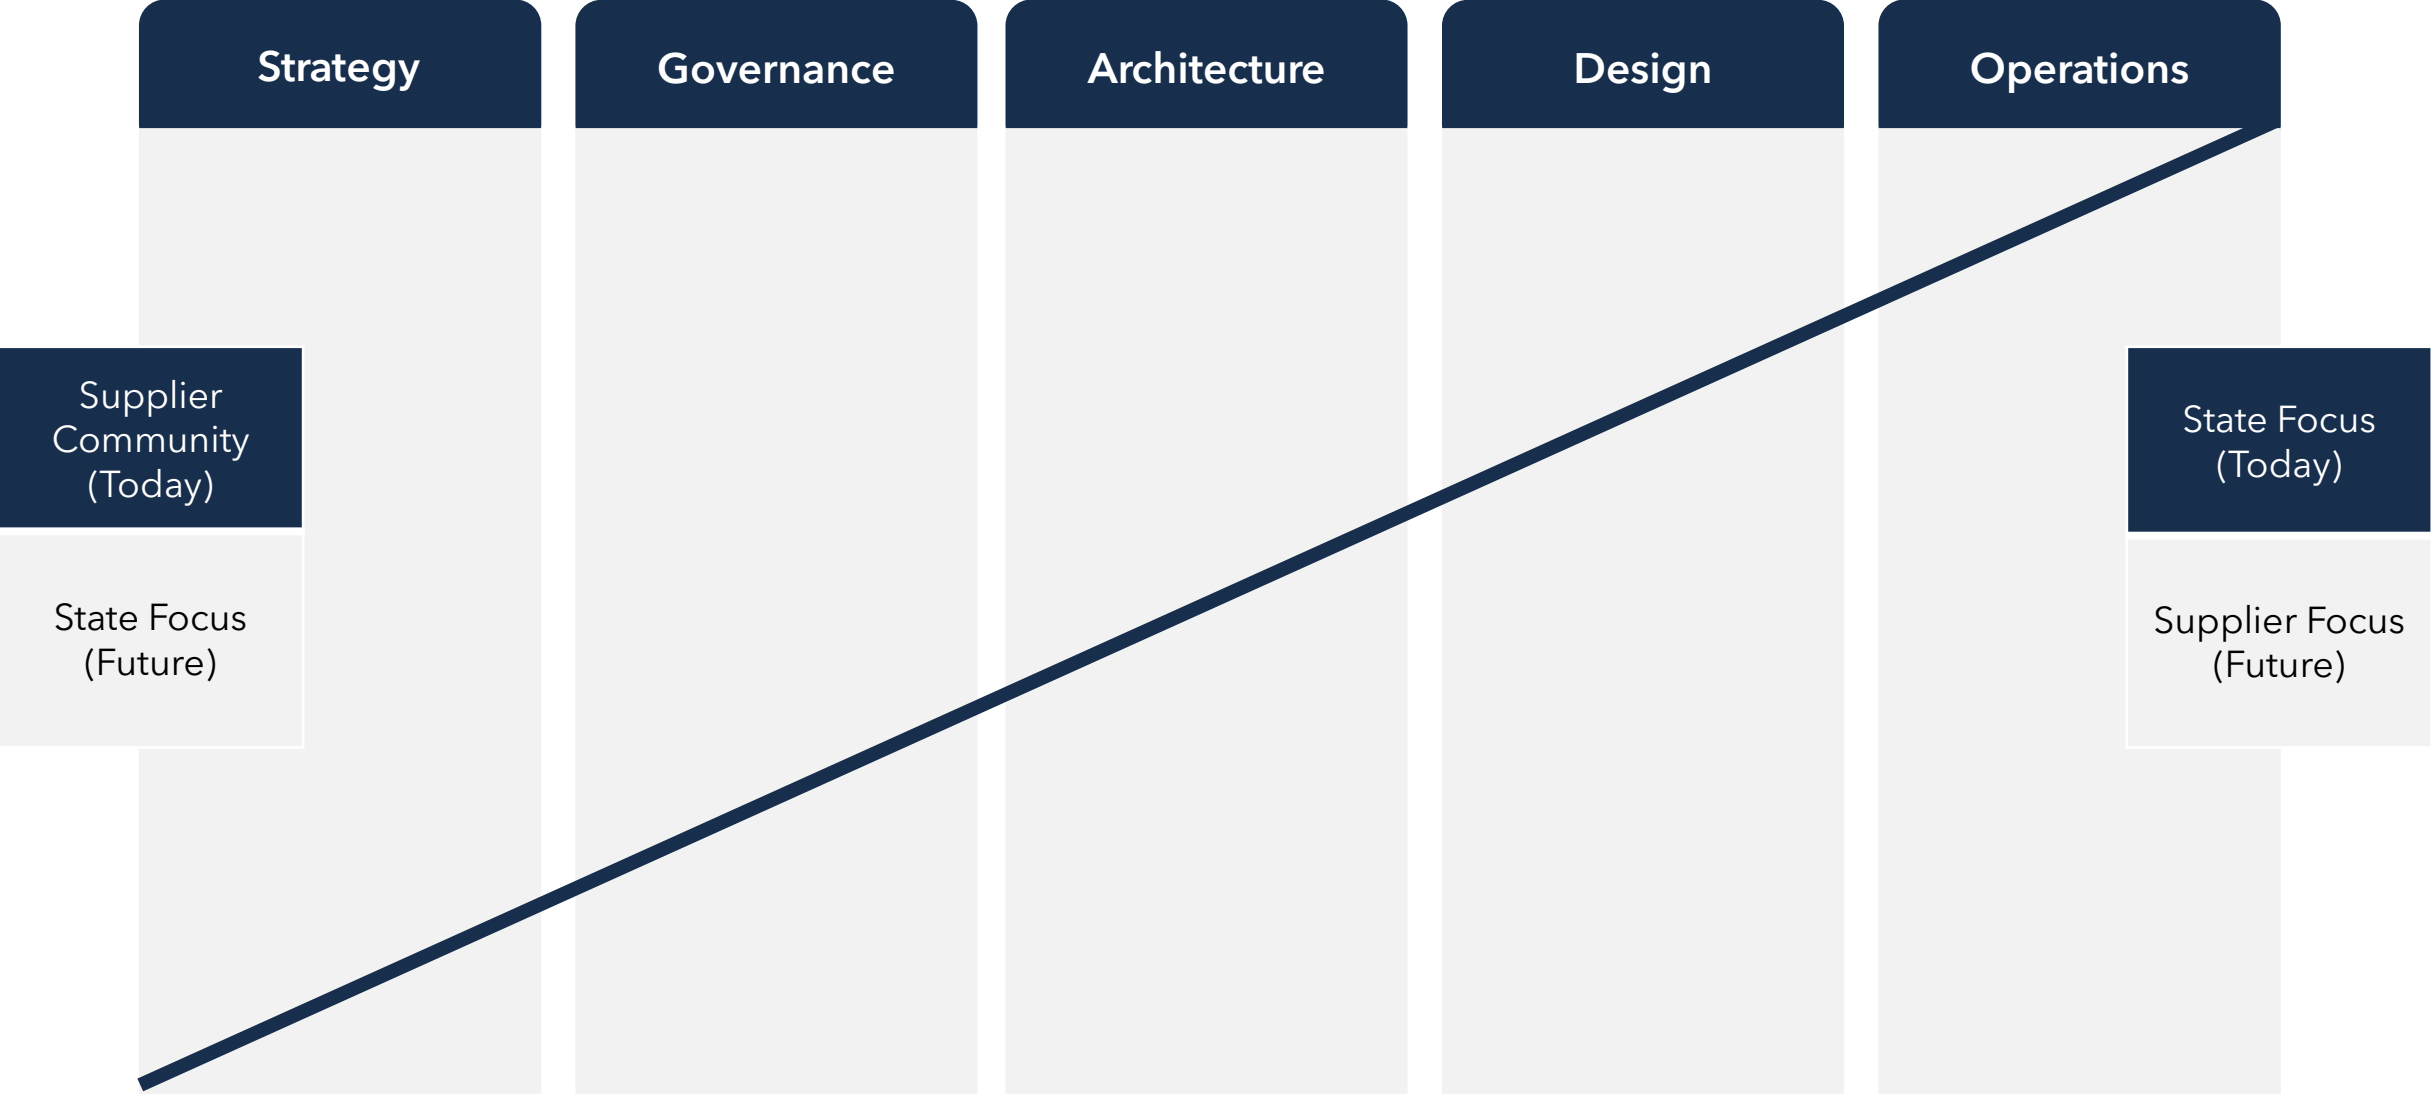 Strategy
Governance
Architecture
Design
Operations
Supplier
Community
(Today)
State Focus
(Future)
State Focus
(Today)
Supplier Focus
(Future)